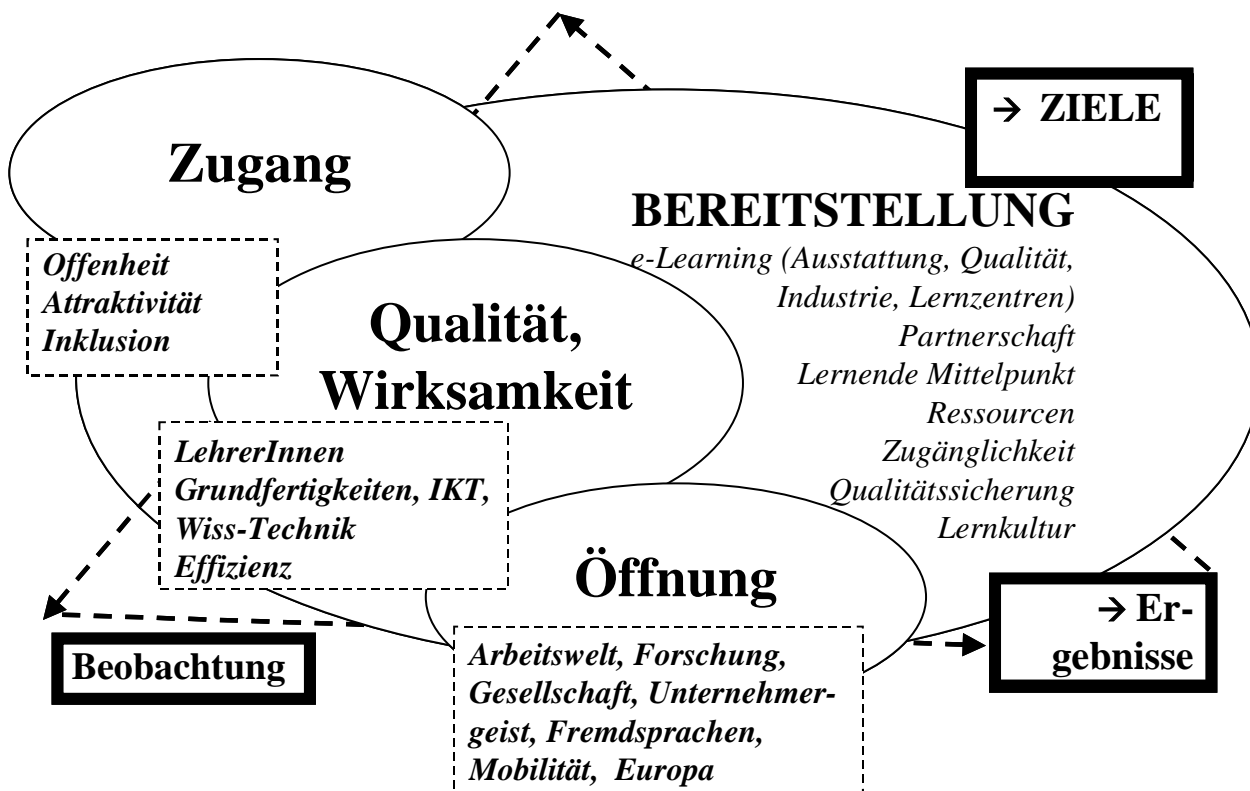 Zugang
Offenheit
Attraktivität
Inklusion
→ ZIELE
BEREITSTELLUNG
e-Learning (Ausstattung, Qualität,
Industrie, Lernzentren)
Partnerschaft
Lernende Mittelpunkt
Ressourcen
Zugänglichkeit
Qualitätssicherung
Lernkultur
Qualität,
Wirksamkeit
LehrerInnen
Grundfertigkeiten, IKT,
Wiss-Technik
Effizienz
Öffnung
Arbeitswelt, Forschung,
Gesellschaft, Unternehmer-
geist, Fremdsprachen,
Mobilität, Europa
Beobachtung
→ Er-
gebnisse